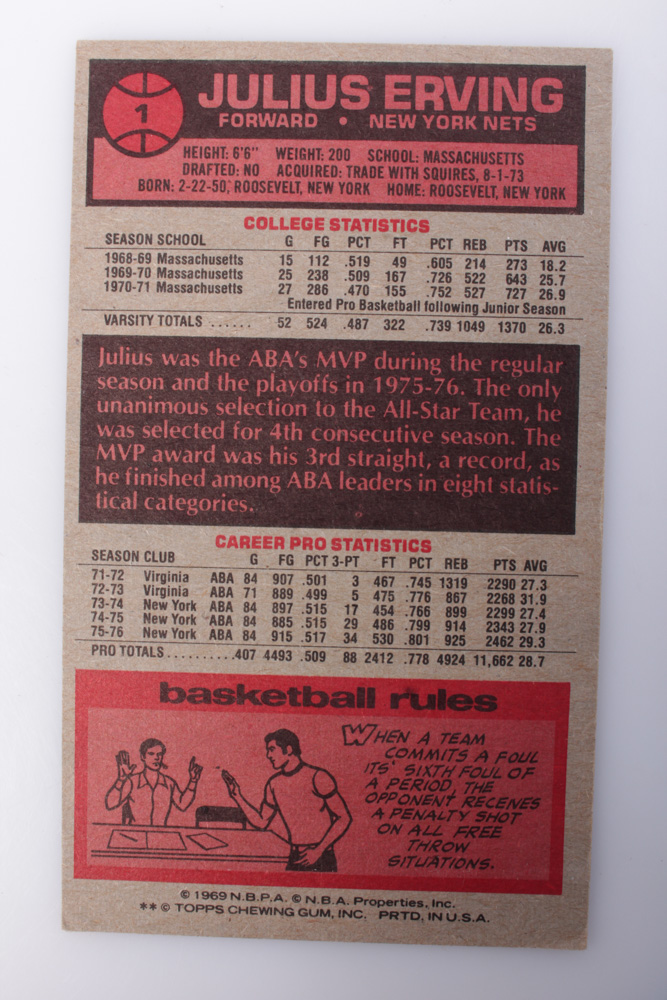 1
JULIUS ERVING
FORWARD • NEW YORK NETS
HEIGHT: 6'6" WEIGHT: 200 SCHOOL: MASSACHUSETTS
DRAFTED: NO ACQUIRED: TRADE WITH SQUIRES, 8-1-73
BORN: 2-22-50, ROOSEVELT, NEW YORK HOME: ROOSEVELT, NEW YORK
COLLEGE STATISTICS
SEASON SCHOOL G FG PCT FT PCT REB PTS AVG
1968-69 Massachusetts 15 112 .519 49 .605 214 273 18.2
1969-70 Massachusetts 25 238 .509 167 .726 522 643 25.7
1970-71 Massachusetts 27 286 .470 155 .752 527 727 26.9
Entered Pro Basketball following Junior Season
VARSITY TOTALS ...... 52 524 .487 322 .739 1049 1370 26.3
Julius was the ABA's MVP during the regular
season and the playoffs in 1975-76. The only
unanimous selection to the All-Star Team, he
was selected for 4th consecutive season. The
MVP award was his 3rd straight, a record, as
he finished among ABA leaders in eight statis-
tical categories.
CAREER PRO STATISTICS
SEASON CLUB G FG PCT 3-PT FT PCT REB PTS AVG
71-72 Virginia ABA 84 907 .501 3 467 .745 1319 2290 27.3
72-73 Virginia ABA 71 889 .499 5 475 .776 867 2268 31.9
73-74 New York ABA 84 897 .515 17 454 .766 899 2299 27.4
74-75 New York ABA 84 885 .515 29 486 .799 914 2343 27.9
75-76 New York ABA 84 915 .517 34 530 .801 925 2462 29.3
PRO TOTALS..........407 4493 .509 88 2412 .778 4924 11,662 28.7
basketball rules
WHEN A TEAM
COMMITS A FOUL
ITS' SIXTH FOUL OF
A PERIOD, THE
OPPONENT RECEIVES
A PENALTY SHOT
ON ALL FREE
THROW
SITUATIONS.
© 1969 N.B.P.A. © N.B.A. Properties, Inc.
** © TOPPS CHEWING GUM, INC. PRTD. IN U.S.A.